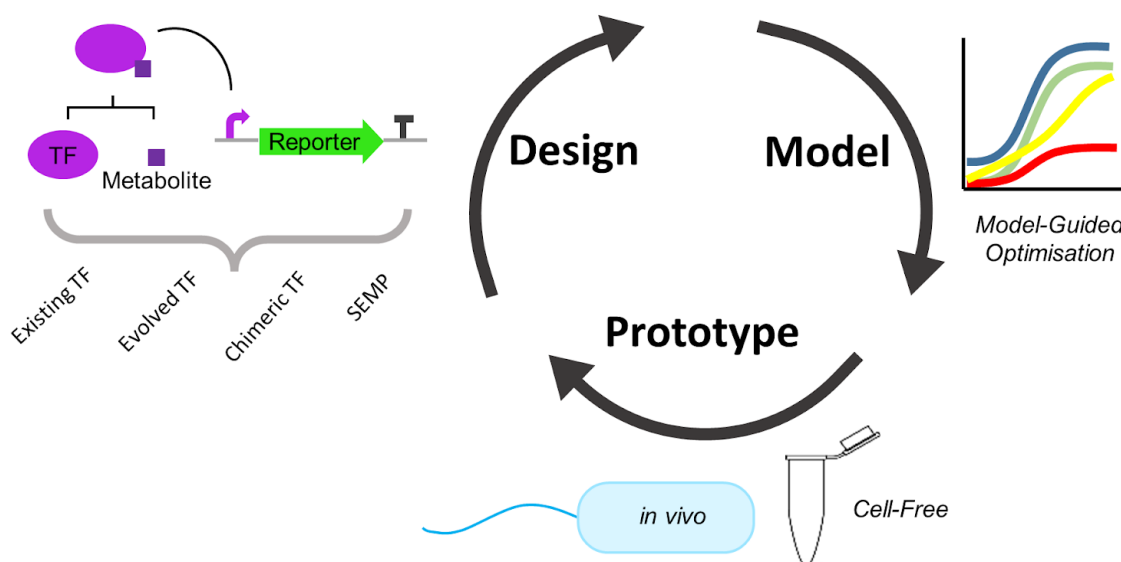 TF
Metabolite
Reporter
T
Existing TF
Evolved TF
Chimeric TF
SEMP
Design
Model
Prototype
Model-Guided
Optimisation
in vivo
Cell-Free